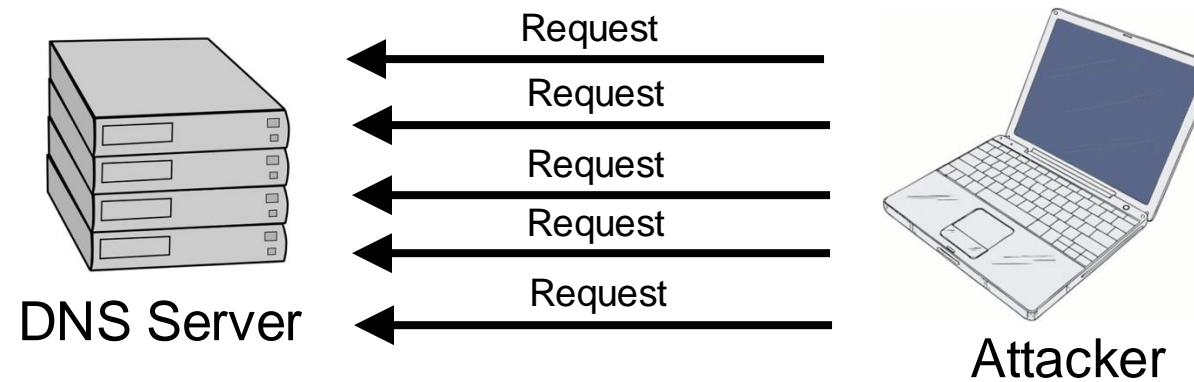 Request
Request
Request
Request
Request
DNS Server
Attacker